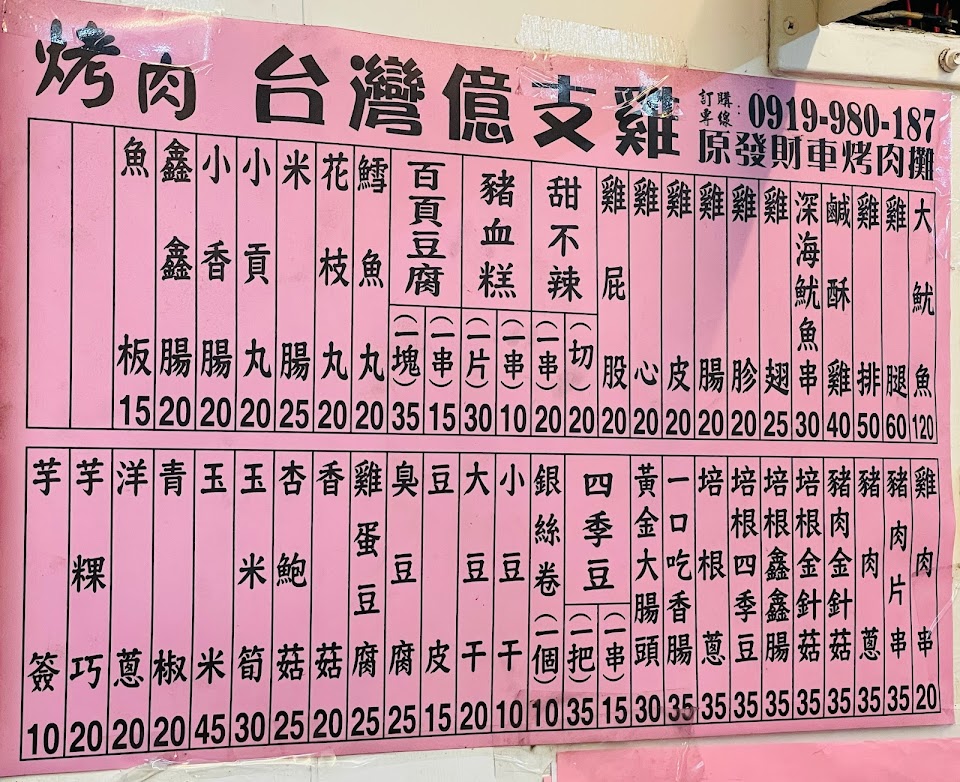 烤肉 台灣億支雞
訂購專線：0919-980-187
原發財車烤肉攤
大魷魚 120
雞腿 60
雞排 50
鹹酥雞 40
深海魷魚串 30
雞翅 25
雞胗 20
雞腸 20
雞皮 20
雞心 20
雞屁股 20
甜不辣 (切) 20
(一串) 20
豬血糕 (一串) 10
(一片) 30
百頁豆腐 (一串) 15
(一塊) 35
鱈魚丸 20
花枝丸 20
米腸 25
小貢丸 20
小香腸 20
鑫鑫腸 20
魚板 15
雞肉串 20
豬肉片串 35
豬肉蔥 35
豬肉金針菇 35
培根金針菇 35
培根鑫鑫腸 35
培根四季豆 35
培根蔥 35
一口吃香腸 35
黃金大腸頭 30
四季豆 (一串) 15
(一把) 35
銀絲卷(一個) 10
小豆干 10
大豆干 20
豆皮 15
臭豆腐 25
雞蛋豆腐 25
香菇 20
杏鮑菇 25
玉米筍 30
玉米 45
青椒 20
洋蔥 20
芋粿巧 20
芋簽 10